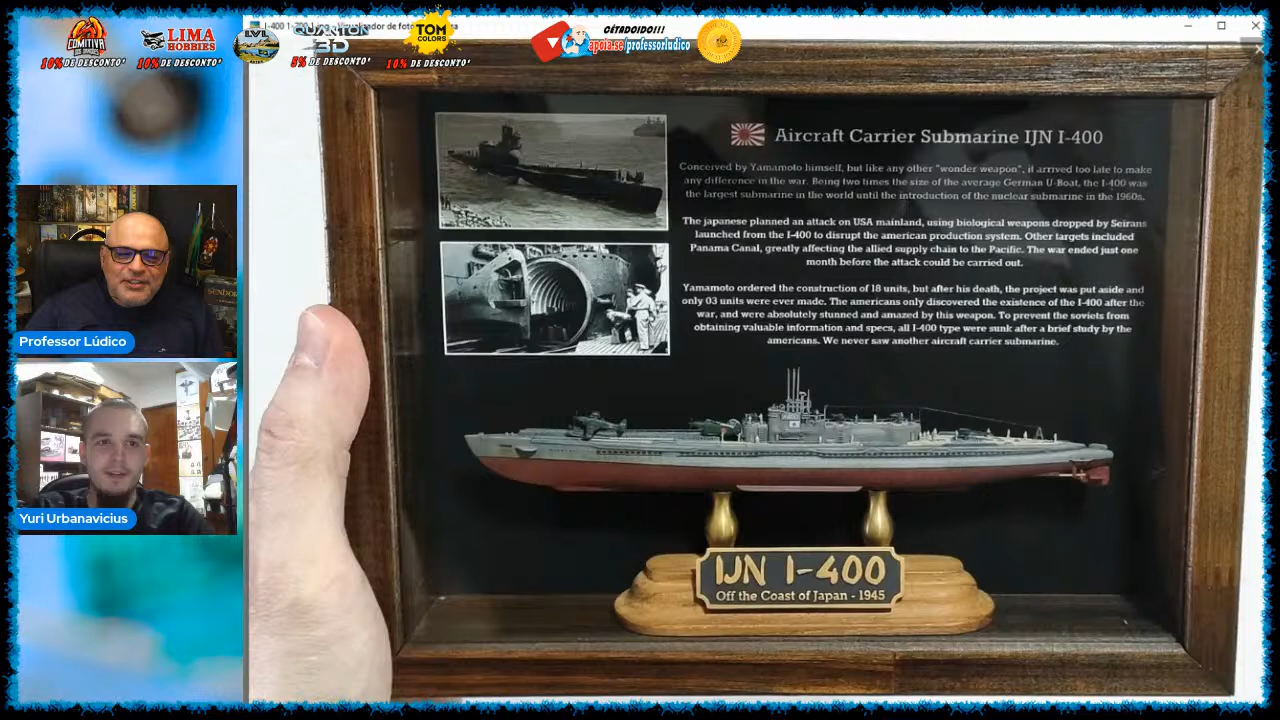 COMITIVA
10% DE DESCONTO*
LIMA
HOBBIES
10% DE DESCONTO*
LVL
QUANTUM
3D
5% DE DESCONTO*
TOM
COLORS
10% DE DESCONTO*
CÊTÁDOIDO!!!
apoia.se/professorludico
Professor Lúdico
Yuri Urbanavicius
Aircraft Carrier Submarine IJN I-400
Conceived by Yamamoto himself, but like any other "wonder weapon", it arrived too late to make
any difference in the war. Being two times the size of the average German U-Boat, the I-400 was
the largest submarine in the world until the introduction of the nuclear submarine in the 1960s.
The japanese planned an attack on USA mainland, using biological weapons dropped by Seirans
launched from the I-400 to disrupt the american production system. Other targets included
Panama Canal, greatly affecting the allied supply chain to the Pacific. The war ended just one
month before the attack could be carried out.
Yamamoto ordered the construction of 18 units, but after his death, the project was put aside and
only 03 units were ever made. The americans only discovered the existence of the I-400 after the
war, and were absolutely stunned and amazed by this weapon. To prevent the soviets from
obtaining valuable information and specs, all I-400 type were sunk after a brief study by the
americans. We never saw another aircraft carrier submarine.
IJN I-400
Off the Coast of Japan - 1945